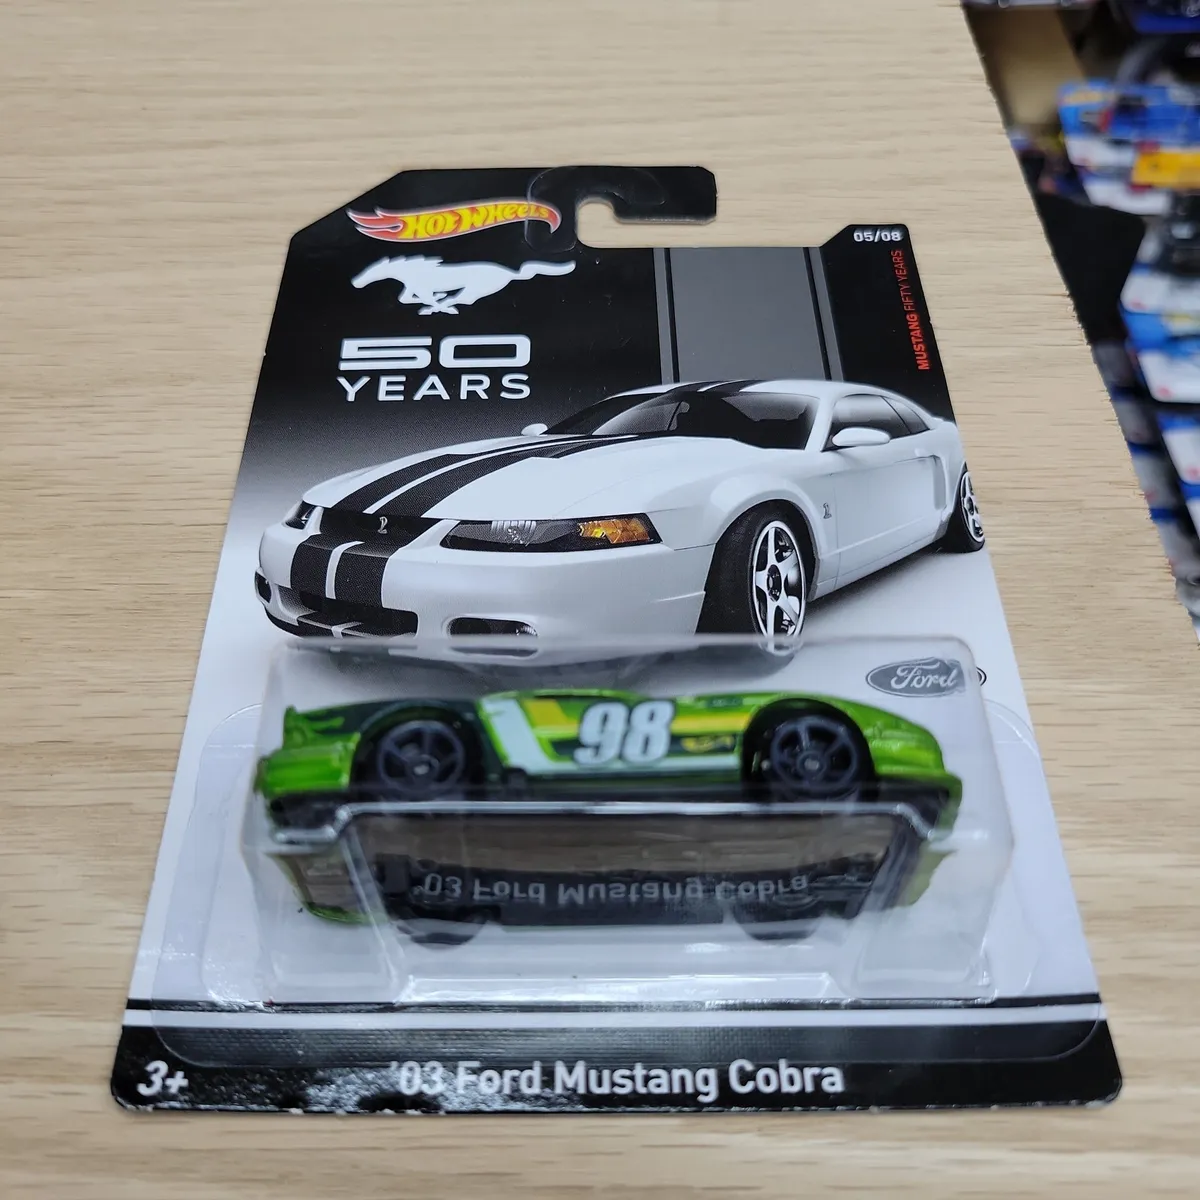 HOT WHEELS
50
YEARS
05/08
MUSTANG FIFTY YEARS
Ford
98
'03 Ford Mustang Cobra
3+
'03 Ford Mustang Cobra